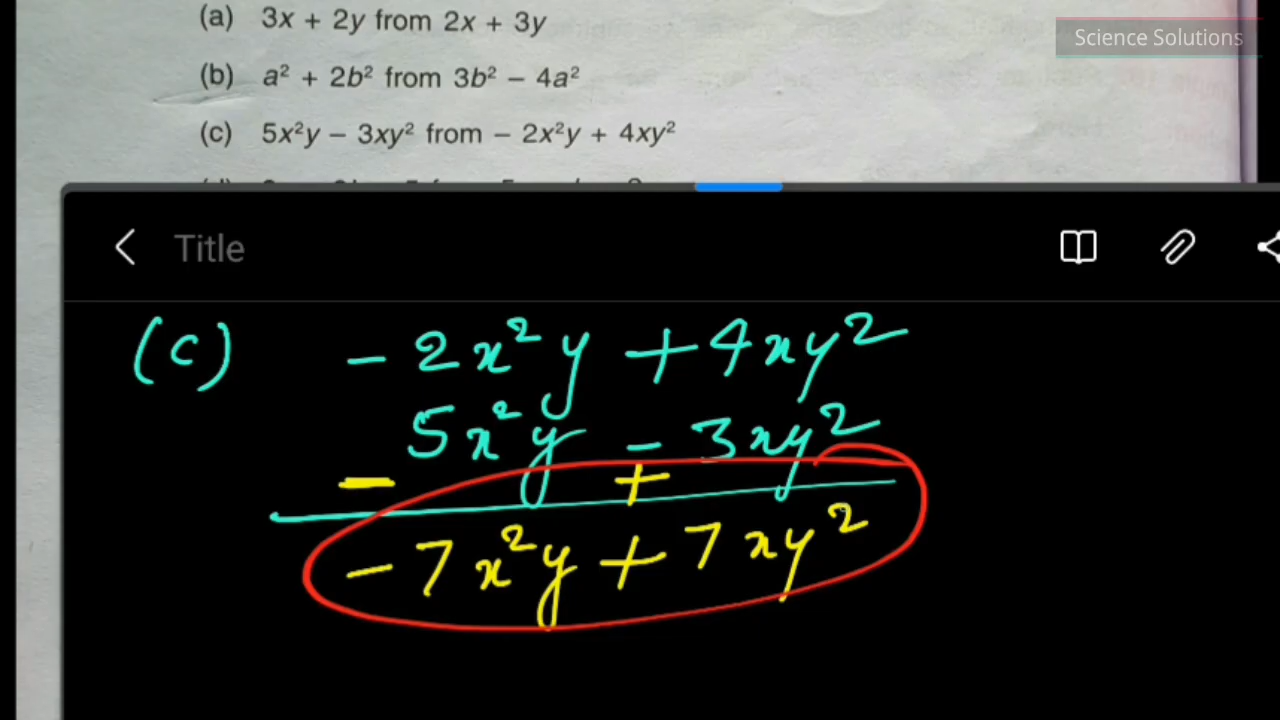 (a) 3x + 2y from 2x + 3y
Science Solutions
(b) a² + 2b² from 3b² – 4a²
(c) 5x²y – 3xy² from – 2x²y + 4xy²
Title
(c) - 2x²y + 4xy²
5x²y - 3xy²
- +
- 7x²y + 7xy²